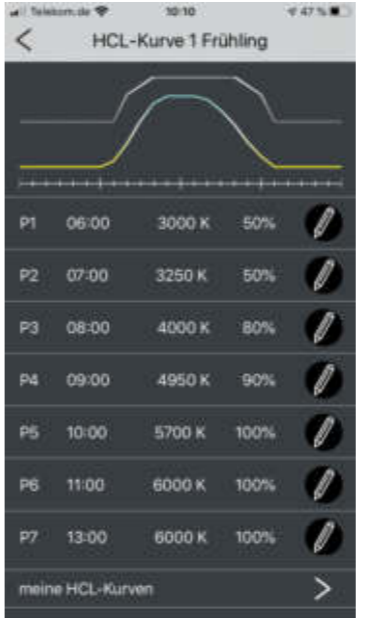 Telekom.de 10:10 47 %
HCL-Kurve 1 Frühling
P1 06:00 3000 K 50%
P2 07:00 3250 K 50%
P3 08:00 4000 K 80%
P4 09:00 4950 K 90%
P5 10:00 5700 K 100%
P6 11:00 6000 K 100%
P7 13:00 6000 K 100%
meine HCL-Kurven